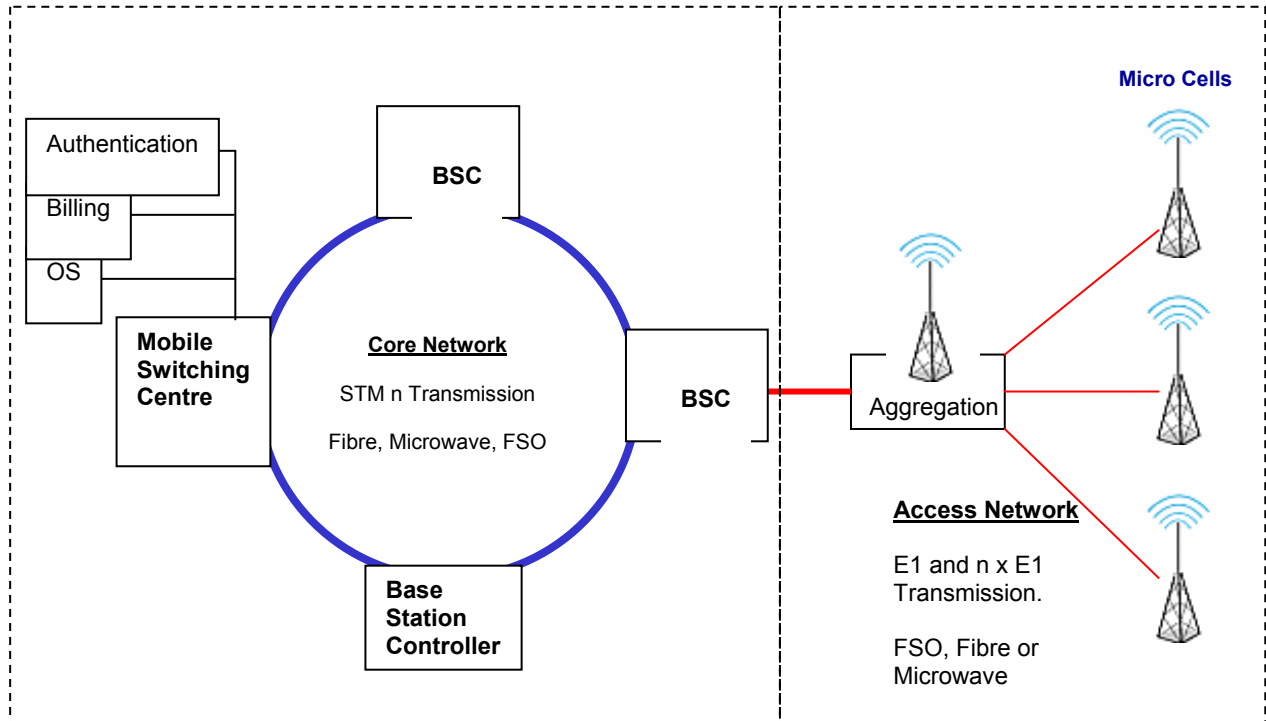 Micro Cells
Authentication
Billing
OS
BSC
Mobile
Switching
Centre
Core Network
STM n Transmission
Fibre, Microwave, FSO
BSC
Aggregation
Base
Station
Controller
Access Network
E1 and n x E1
Transmission.
FSO, Fibre or
Microwave